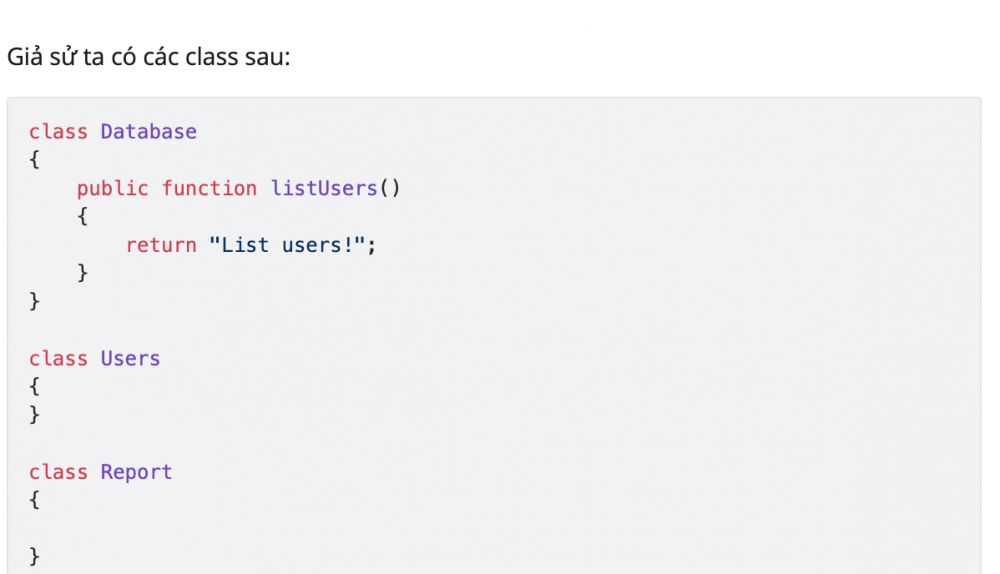 Giả sử ta có các class sau:
class Database
{
    public function listUsers()
    {
        return "List users!";
    }
}
class Users
{
}
class Report
{
}